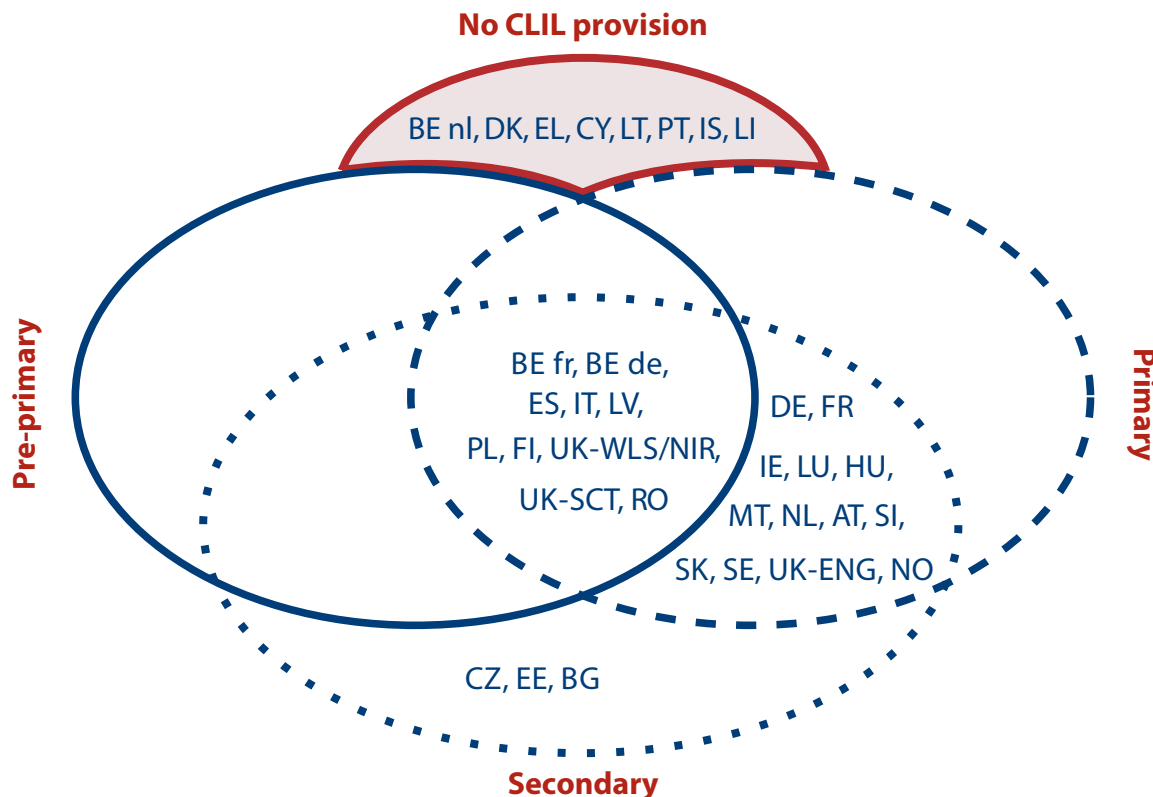 No CLIL provision
BE nl, DK, EL, CY, LT, PT, IS, LI
Pre-primary
Primary
BE fr, BE de,
ES, IT, LV,
PL, FI, UK-WLS/NIR,
UK-SCT, RO
DE, FR
IE, LU, HU,
MT, NL, AT, SI,
SK, SE, UK-ENG, NO
CZ, EE, BG
Secondary